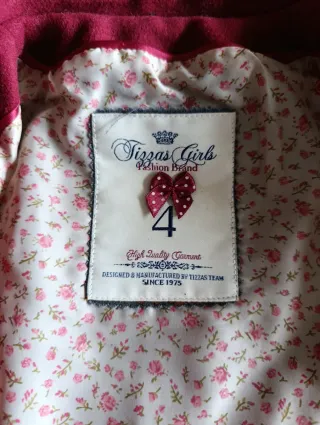 Tizzas Girls
Fashion Brand
4
High Quality Garment
DESIGNED & MANUFACTURED BY TIZZAS TEAM
SINCE 1975